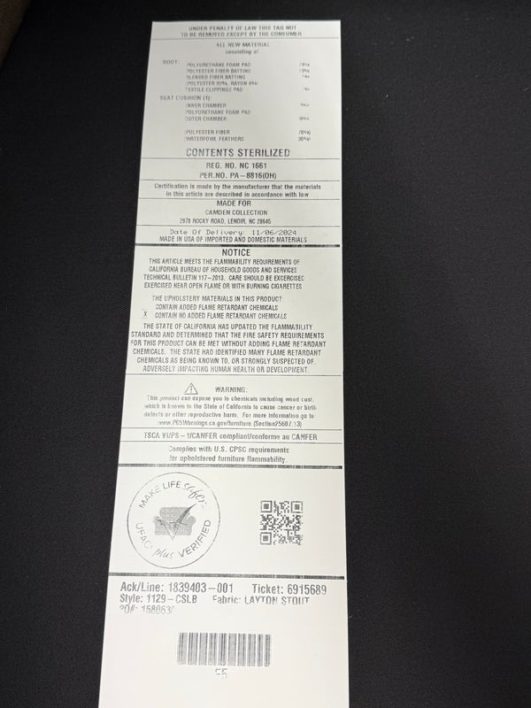 UNDER PENALTY OF LAW THIS TAG NOT
TO BE REMOVED EXCEPT BY THE CONSUMER
ALL NEW MATERIAL
consisting of
BODY:
POLYURETHANE FOAM PAD
POLYESTER FIBER BATTING
BLENDED FIBER BATTING
TEXTILE CLIPPINGS PAD
SEAT CUSHION (S):
INNER CHAMBER
POLYURETHANE FOAM PAD
OUTER CHAMBER
POLYESTER FIBER
WATERFOWL FEATHERS
CONTENTS STERILIZED
REG. NO. NC 1661
PER.NO. PA-8816(OH)
Certification is made by the manufacturer that the materials
in this article are described in accordance with law
MADE FOR
CAMDEN COLLECTION
ROCKY ROAD, LENOIR, NC 28645
Date Of Delivery: 11/06/2024
MADE IN USA OF IMPORTED AND DOMESTIC MATERIALS
NOTICE
THIS ARTICLE MEETS THE FLAMMABILITY REQUIREMENTS OF
CALIFORNIA BUREAU OF HOUSEHOLD GOODS AND SERVICES
TECHNICAL BULLETIN 117-2013. CARE SHOULD BE EXCERCISEC
EXERCISED NEAR OPEN FLAME OR WITH BURNING CIGARETTES
THE UPHOLSTERY MATERIALS IN THIS PRODUCT
CONTAIN ADDED FLAME RETARDANT CHEMICALS
X CONTAIN NO ADDED FLAME RETARDANT CHEMICALS
THE STATE OF CALIFORNIA HAS UPDATED THE FLAMMABILITY
STANDARD AND DETERMINED THAT THE FIRE SAFETY REQUIREMENTS
FOR THIS PRODUCT CAN BE MET WITHOUT ADDING FLAME RETARDANT
CHEMICALS. THE STATE HAD IDENTIFIED MANY FLAME RETARDANT
CHEMICALS AS BEING KNOWN TO, OR STRONGLY SUSPECTED OF,
ADVERSELY IMPACTING HUMAN HEALTH OR DEVELOPMENT.
WARNING:
This product can expose you to chemicals including wood dust,
which is known to the State of California to cause cancer or birth
defects or other reproductive harm. For more information go to
www.P65Warnings.ca.gov/furniture.
TSCA VI/PS - VI/CANFER compliant/conforme au CANFER
Complies with U.S. CPSC requirements
for upholstered furniture flammability
MAKE LIFE safer
UFAC plus VERIFIED
Ack/Line: 1839403-001 Ticket: 6915689
Style: 1129-CSLB Fabric: LAYTON STOUT